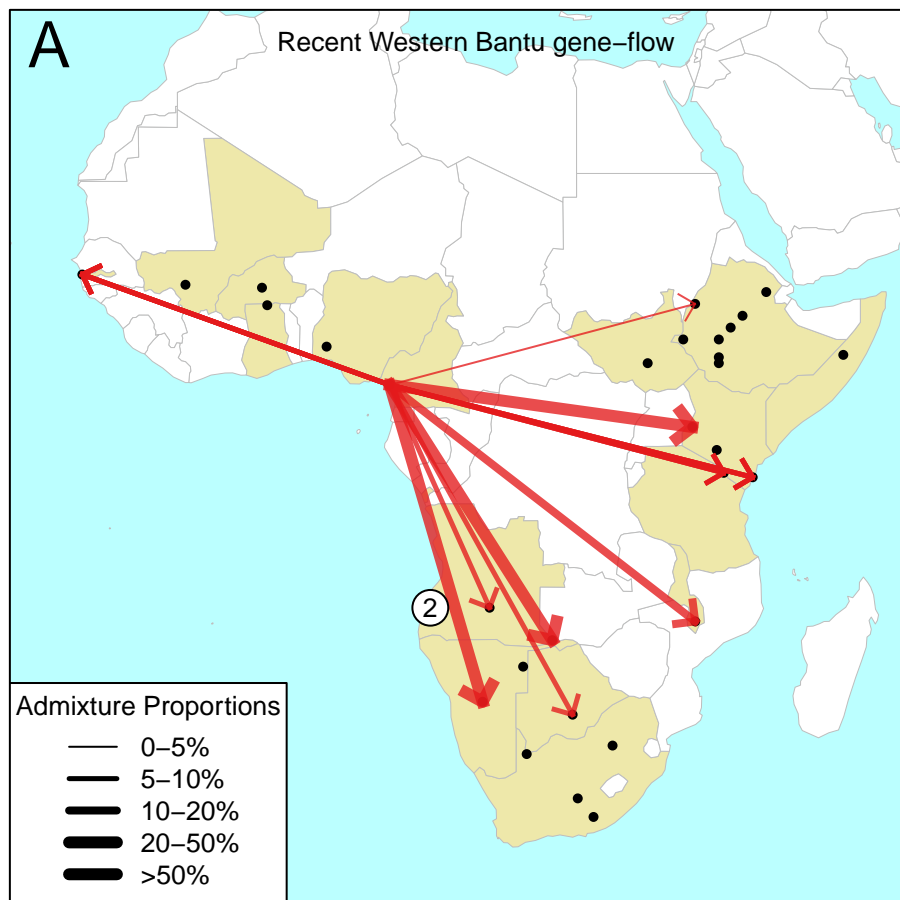 A
Recent Western Bantu gene−flow
2
Admixture Proportions
0−5%
5−10%
10−20%
20−50%
>50%